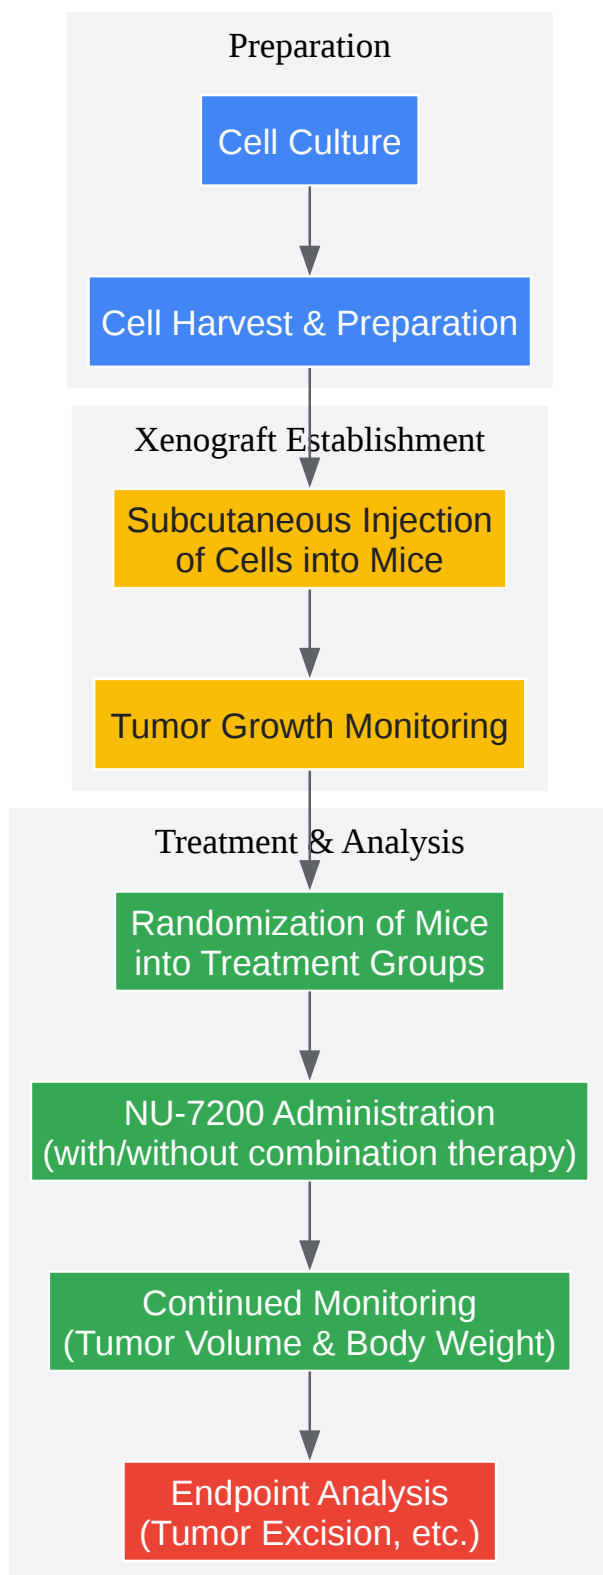 Preparation
Cell Culture
Cell Harvest & Preparation
Xenograft Establishment
Subcutaneous Injection
of Cells into Mice
Tumor Growth Monitoring
Treatment & Analysis
Randomization of Mice
into Treatment Groups
NU-7200 Administration
(with/without combination therapy)
Continued Monitoring
(Tumor Volume & Body Weight)
Endpoint Analysis
(Tumor Excision, etc.)